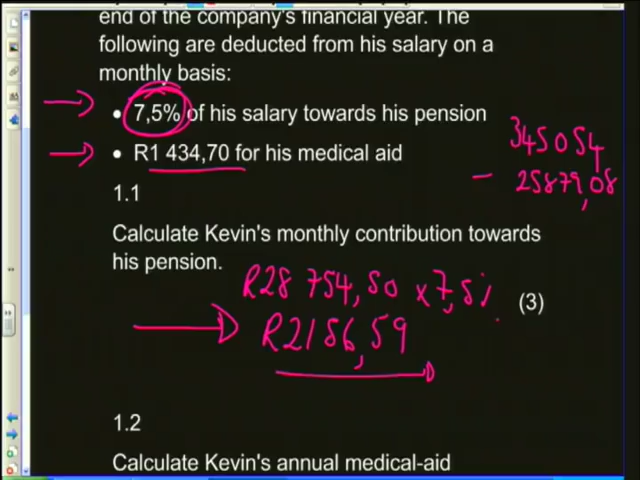 end of the company's financial year. The
following are deducted from his salary on a
monthly basis:
• 7,5% of his salary towards his pension
• R1 434,70 for his medical aid
345054
- 25879,08
1.1
Calculate Kevin's monthly contribution towards
his pension.
R28 754,50 x 7,5%
(3)
R2156,59
1.2
Calculate Kevin's annual medical-aid